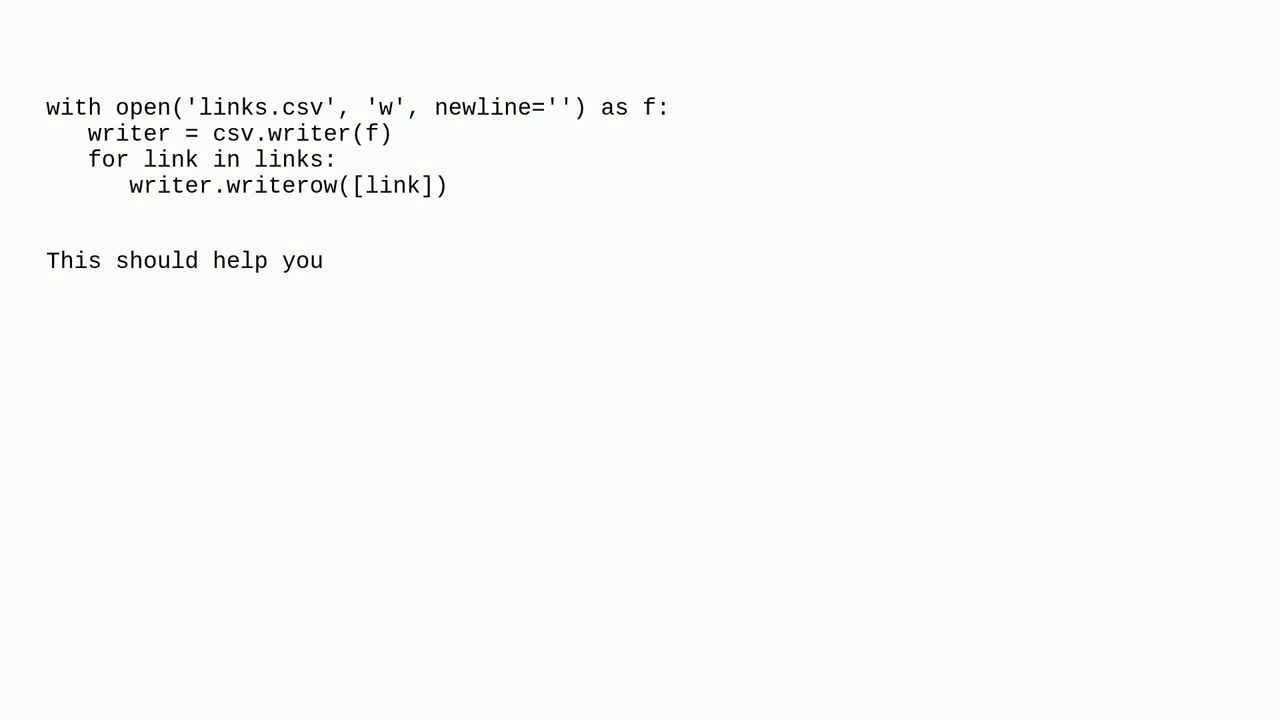 with open('links.csv', 'w', newline='') as f:
   writer = csv.writer(f)
   for link in links:
      writer.writerow([link])
This should help you